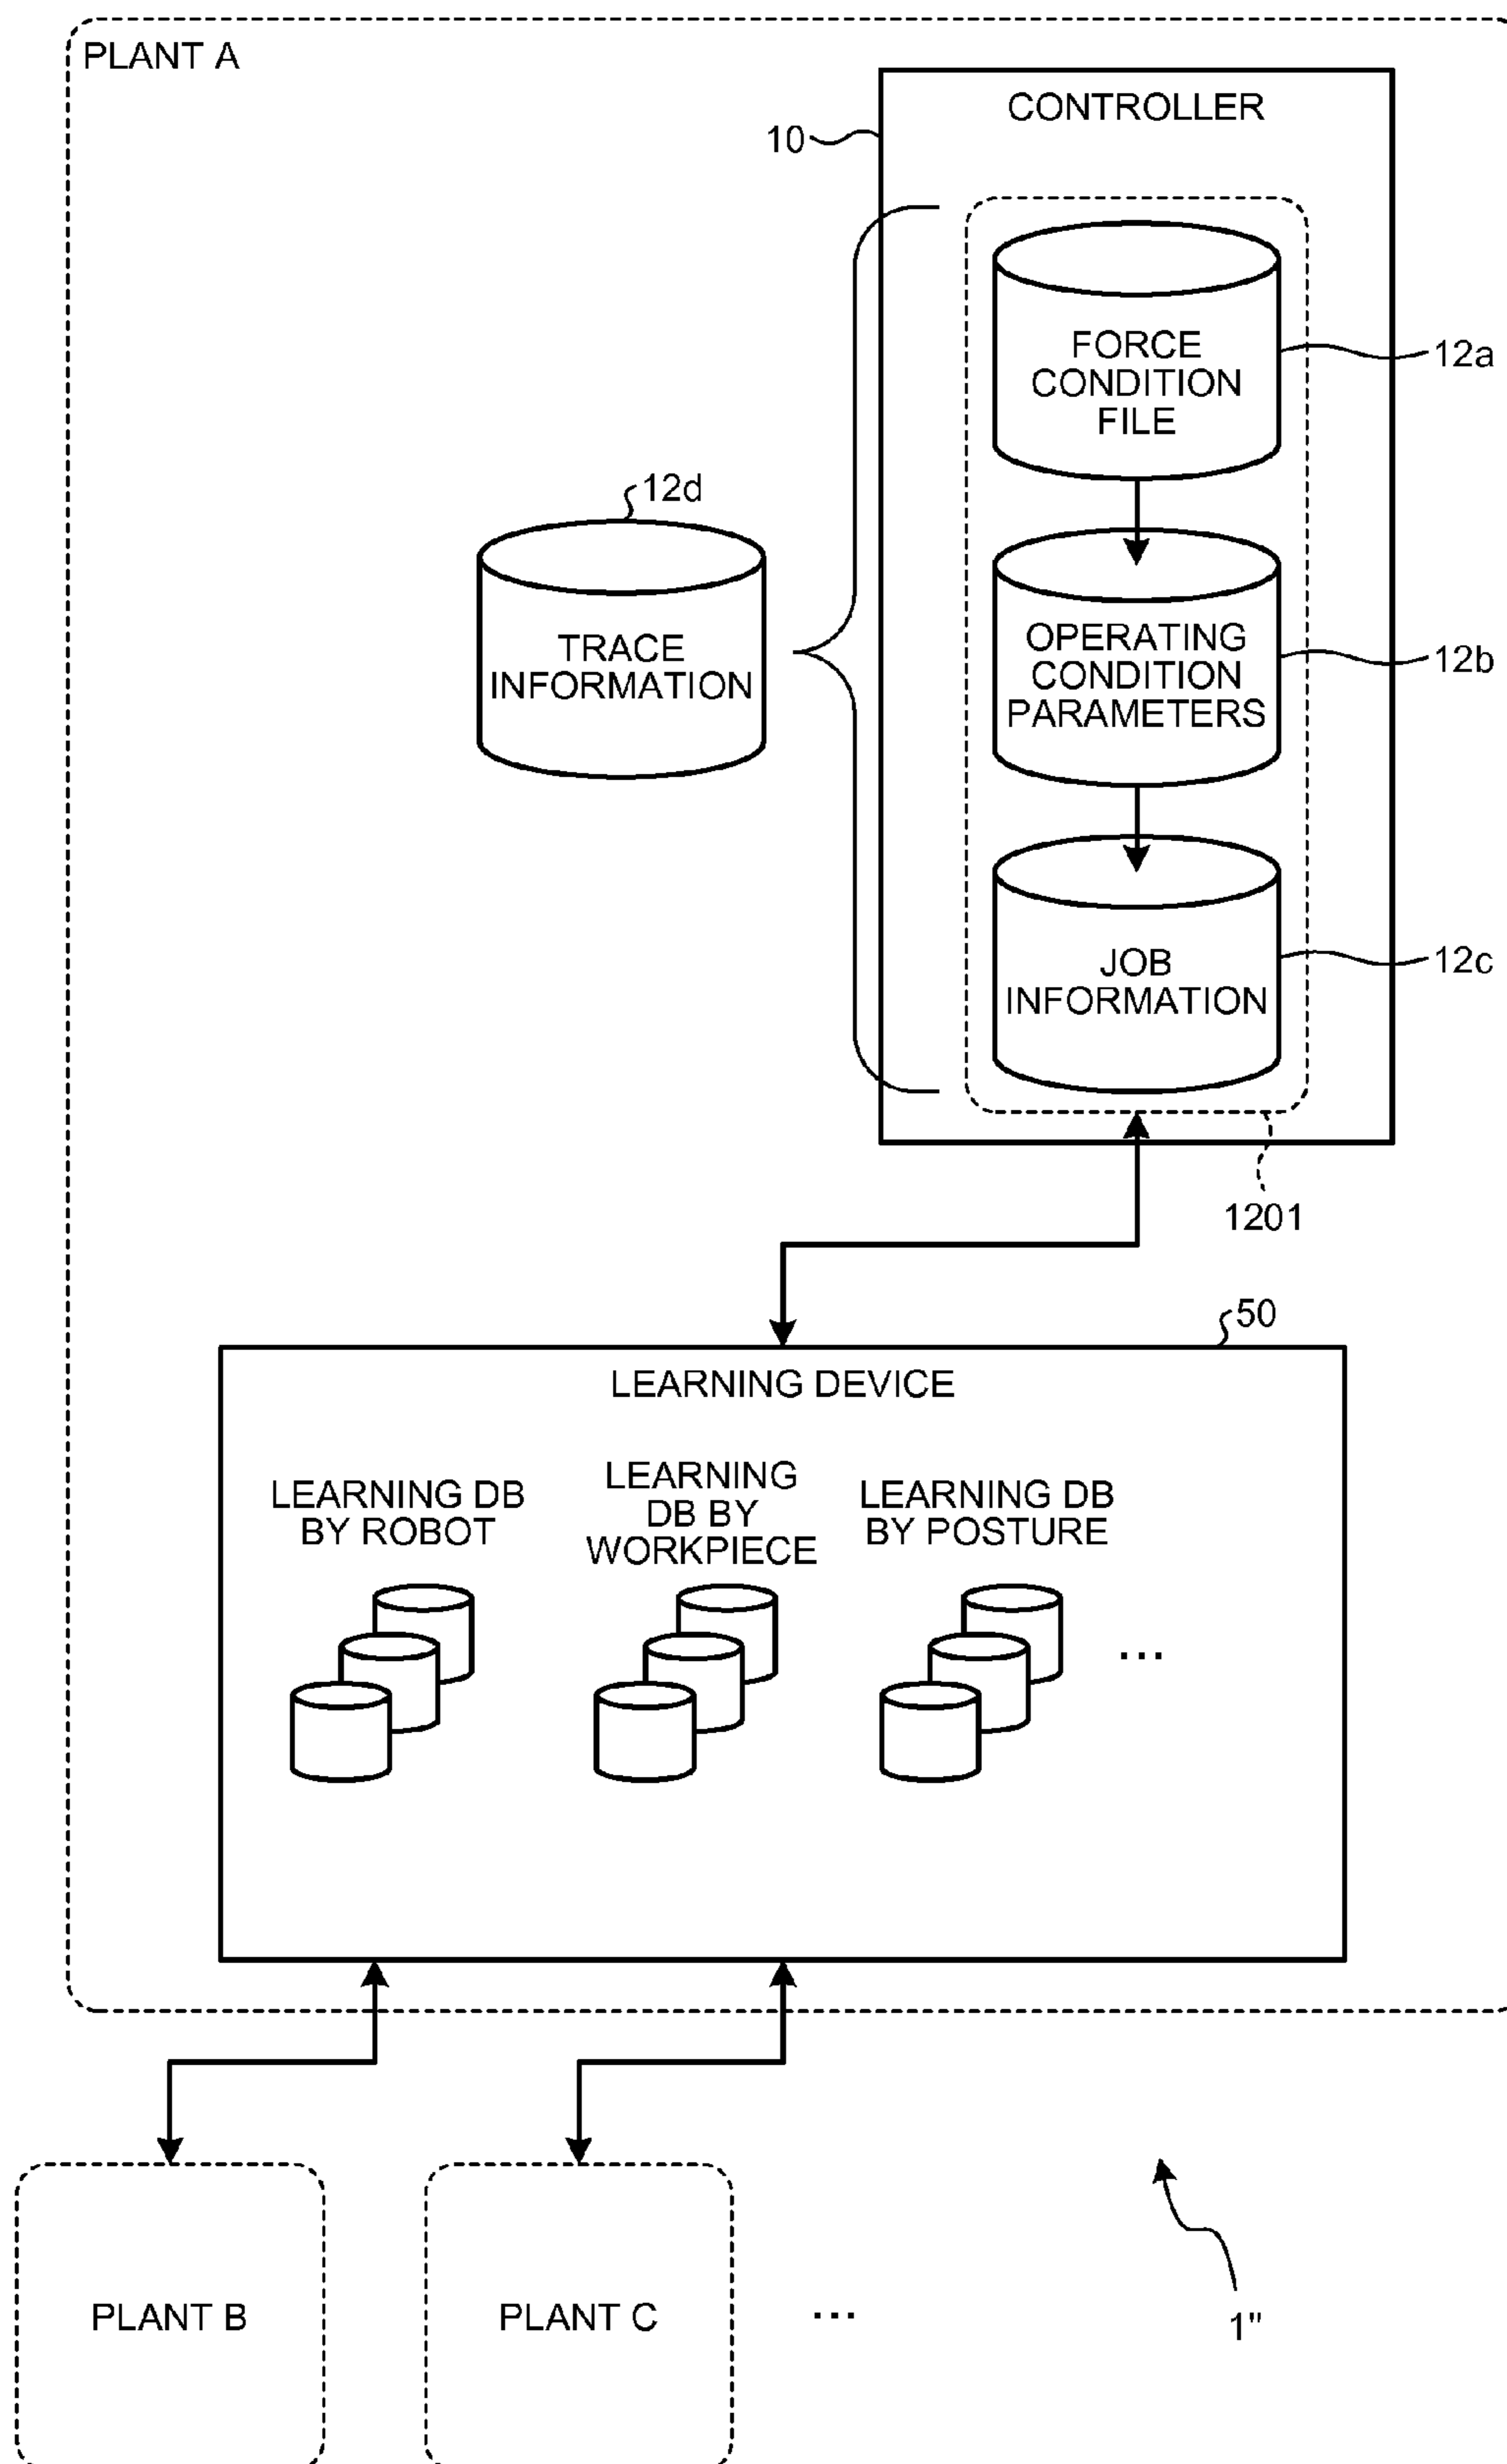 PLANT A
CONTROLLER
10
FORCE
CONDITION
FILE
12a
12d
TRACE
INFORMATION
OPERATING
CONDITION
PARAMETERS
12b
JOB
INFORMATION
12c
1201
50
LEARNING DEVICE
LEARNING DB
BY ROBOT
LEARNING
DB BY
WORKPIECE
LEARNING DB
BY POSTURE
...
PLANT B
PLANT C
...
1"